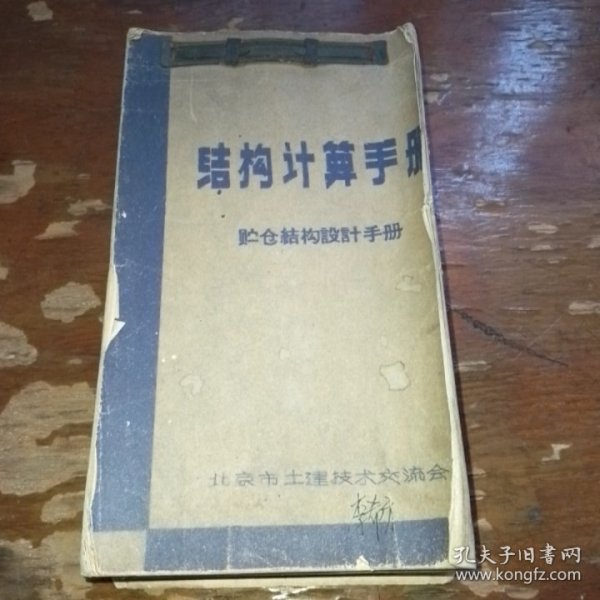 结构计算手册
贮仓結构設計手册
北京市土建技术交流会
孔夫子旧书网
www.kongfz.com